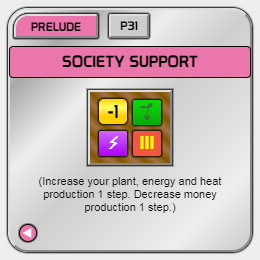 PRELUDE
P31
SOCIETY SUPPORT
-1
(Increase your plant, energy and heat
production 1 step. Decrease money
production 1 step.)